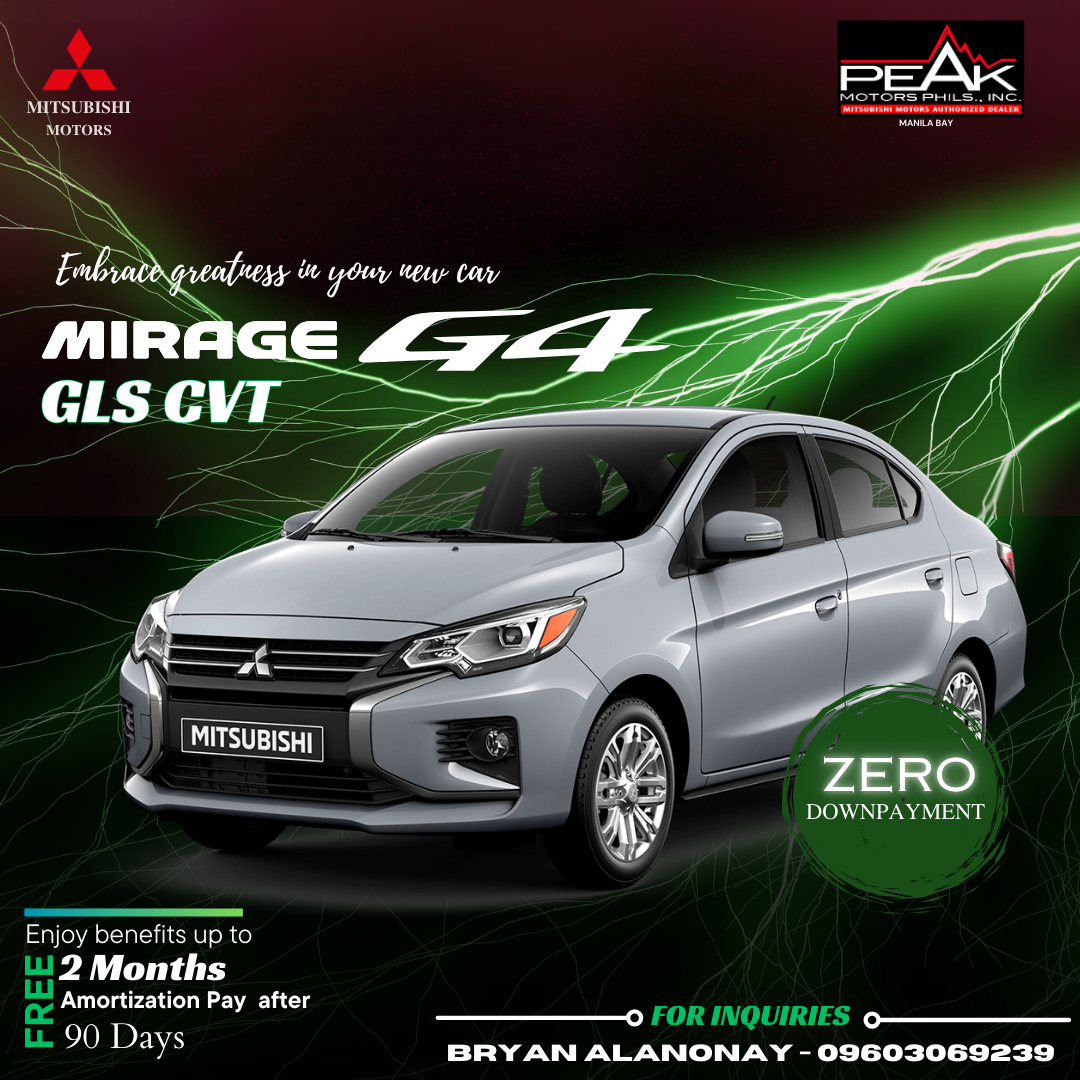 MITSUBISHI
MOTORS
PEAK
MOTORS PHILS., INC.
MITSUBISHI MOTORS AUTHORIZED DEALER
MANILA BAY
Embrace greatness in your new car
MIRAGE G4
GLS CVT
MITSUBISHI
ZERO
DOWNPAYMENT
Enjoy benefits up to
FREE
2 Months
Amortization Pay after
90 Days
FOR INQUIRIES
BRYAN ALANONAY - 09603069239